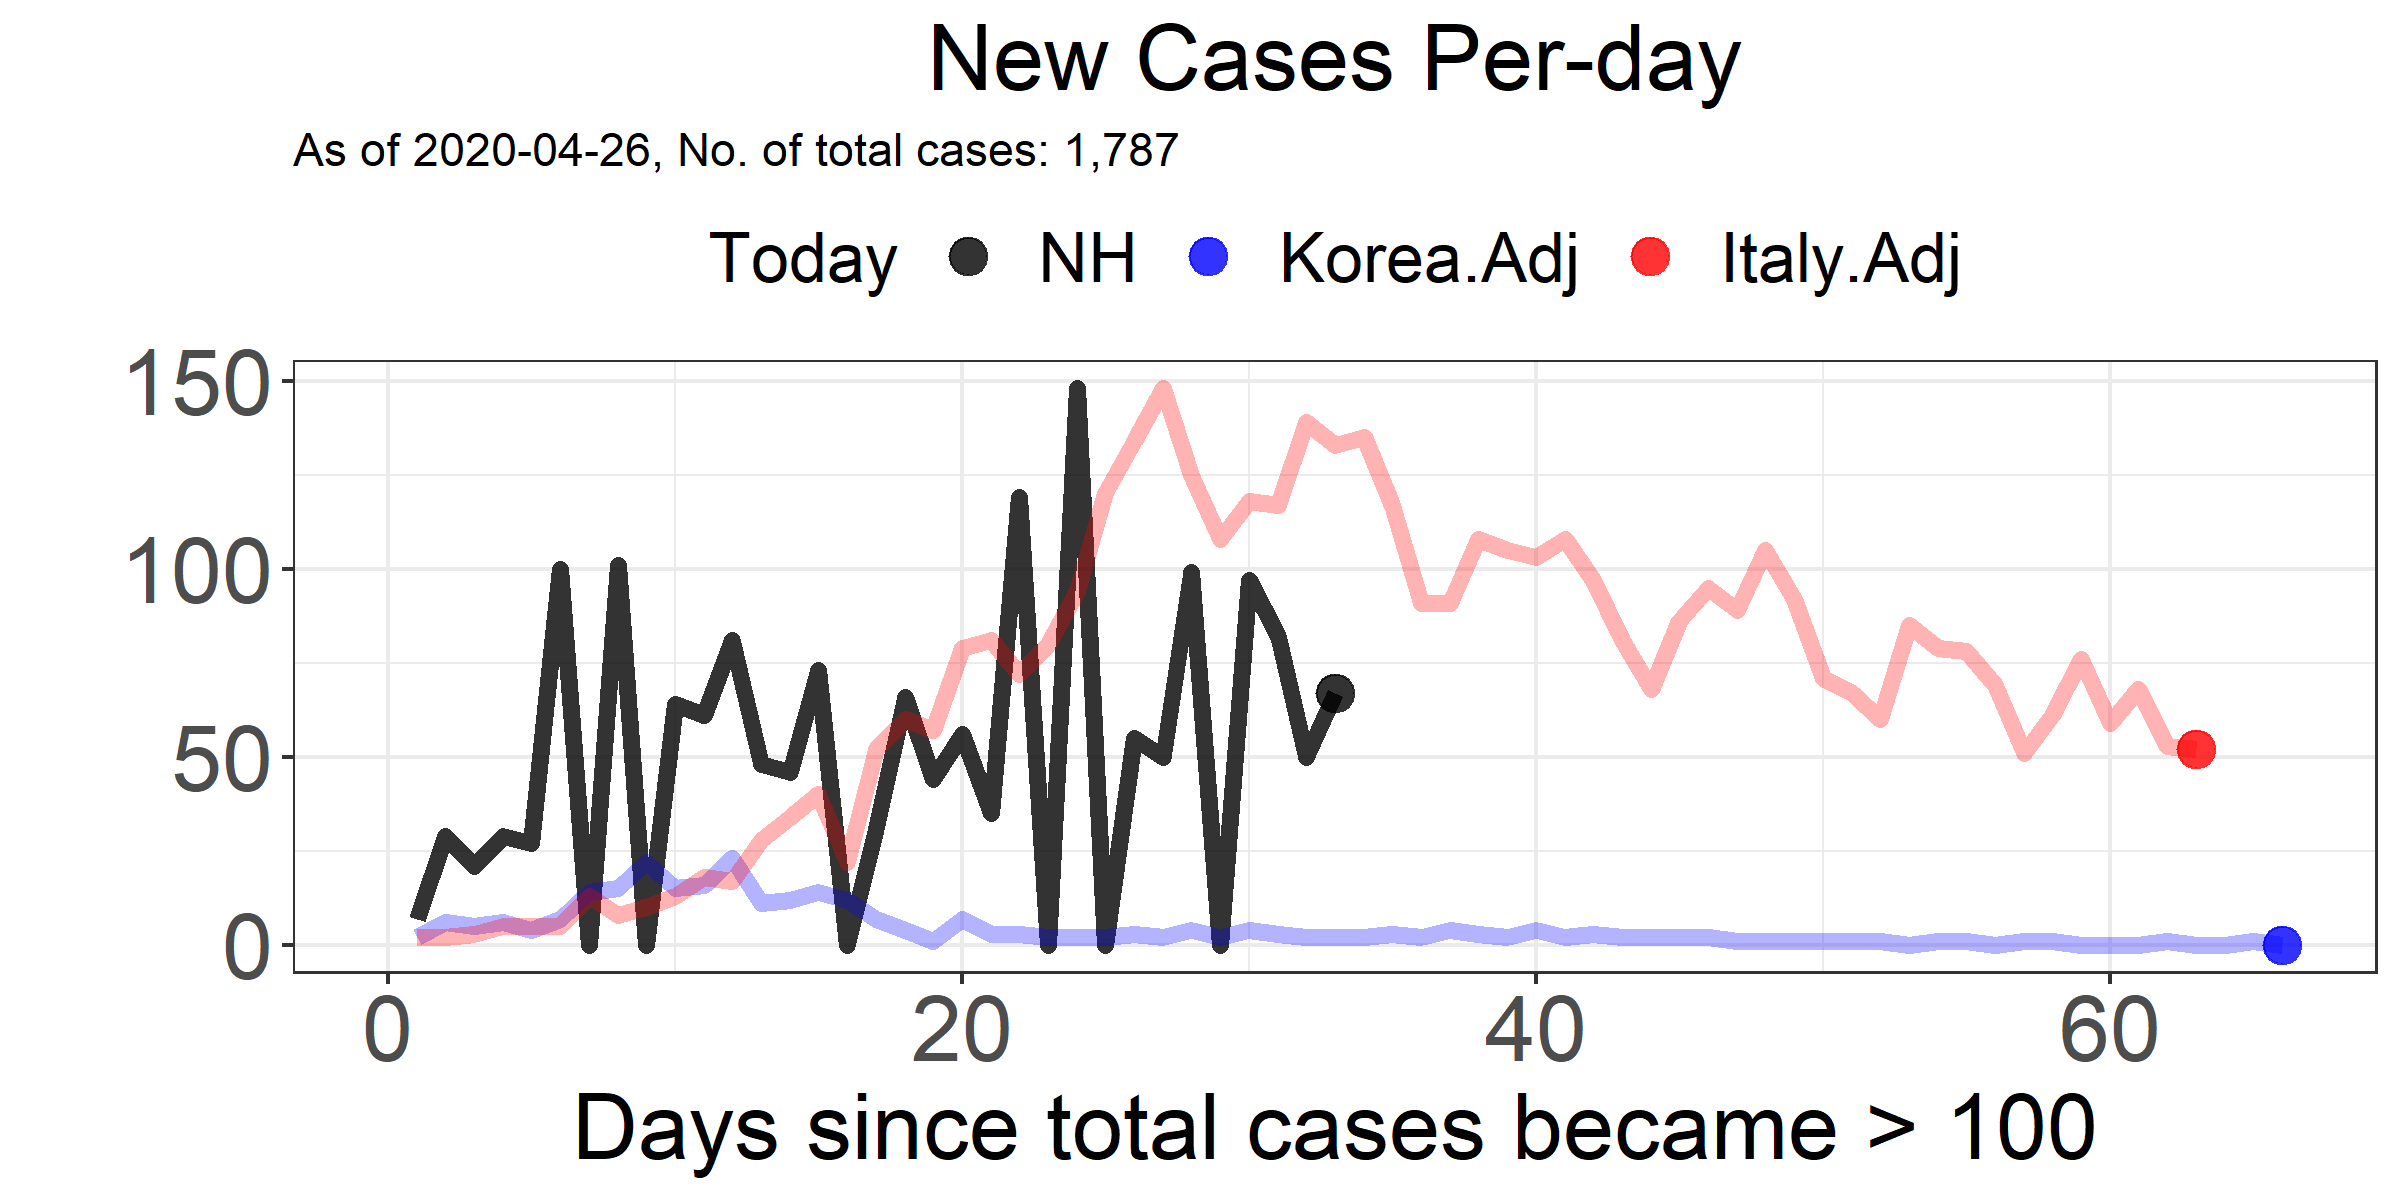 New Cases Per-day
As of 2020-04-26, No. of total cases: 1,787
Today NH Korea.Adj Italy.Adj
150
100
50
0
0 20 40 60
Days since total cases became > 100